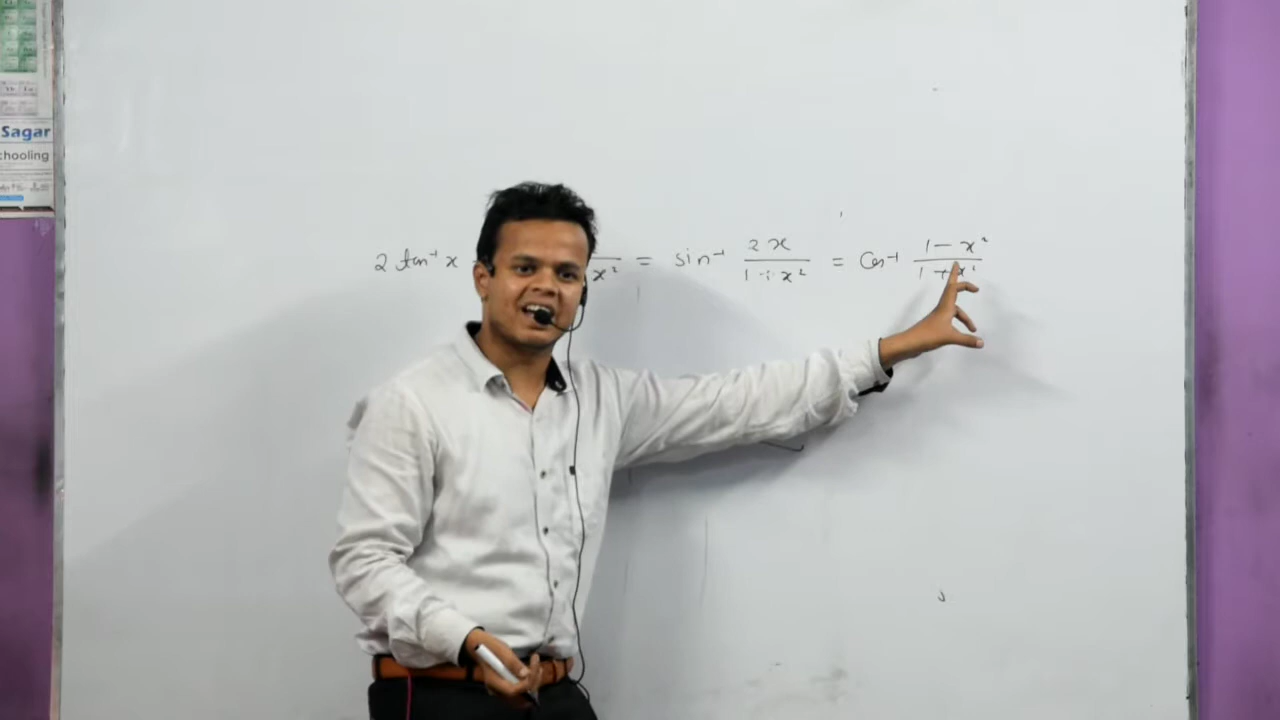 Sagar
chooling
2 tan⁻¹ x x² = sin⁻¹ 2x / 1 + x² = Cos⁻¹ 1 - x² / 1 + x²